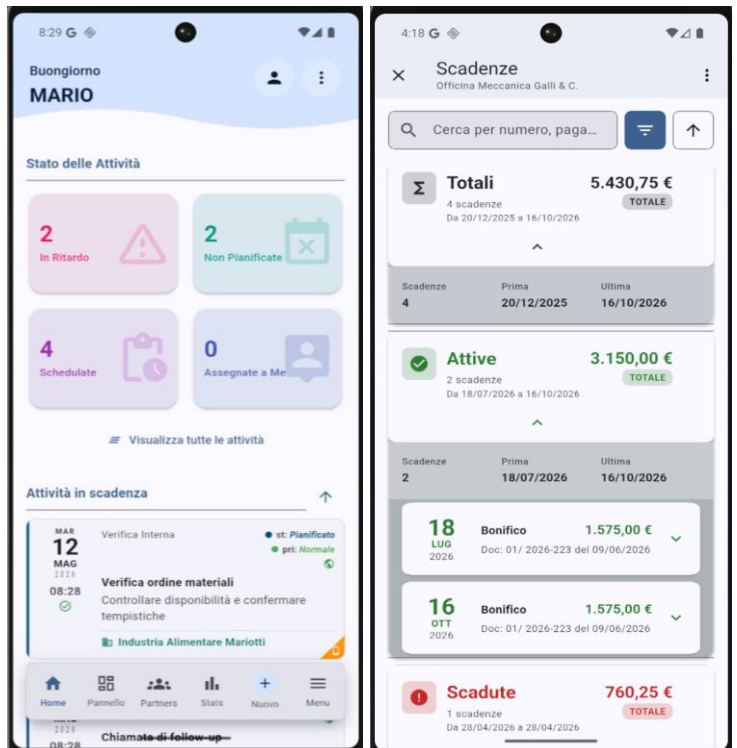 8:29 G
Buongiorno
MARIO
Stato delle Attività
2
In Ritardo
2
Non Pianificate
4
Schedulate
0
Assegnate a Me
Visualizza tutte le attività
Attività in scadenza
MAR
12
MAG
2026
08:28
Verifica Interna
st: Pianificato
pri: Normale
Verifica ordine materiali
Controllare disponibilità e confermare
tempistiche
Industria Alimentare Mariotti
Home
Pannello
Partners
Stats
Nuovo
Menu
2026
08:28
Chiamata di follow-up
4:18 G
Scadenze
Officina Meccanica Galli & C.
Cerca per numero, paga...
Σ
Totali
5.430,75 €
4 scadenze
TOTALE
Da 20/12/2025 a 16/10/2026
Scadenze Prima Ultima
4 20/12/2025 16/10/2026
Attive
3.150,00 €
2 scadenze
TOTALE
Da 18/07/2026 a 16/10/2026
Scadenze Prima Ultima
2 18/07/2026 16/10/2026
18
LUG
2026
Bonifico 1.575,00 €
Doc: 01/ 2026-223 del 09/06/2026
16
OTT
2026
Bonifico 1.575,00 €
Doc: 01/ 2026-223 del 09/06/2026
Scadute
760,25 €
1 scadenze
TOTALE
Da 28/04/2026 a 28/04/2026